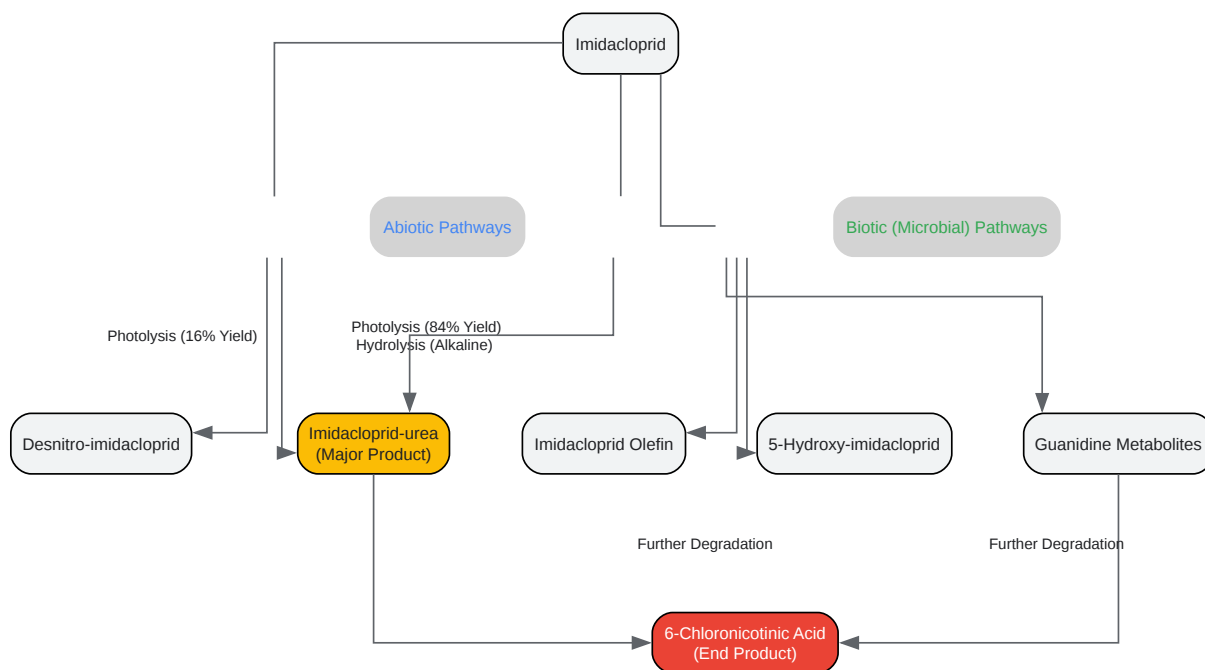 Imidacloprid
Abiotic Pathways
Biotic (Microbial) Pathways
Photolysis (16% Yield)
Photolysis (84% Yield)
Hydrolysis (Alkaline)
Desnitro-imidacloprid
Imidacloprid-urea
(Major Product)
Imidacloprid Olefin
5-Hydroxy-imidacloprid
Guanidine Metabolites
Further Degradation
Further Degradation
6-Chloronicotinic Acid
(End Product)